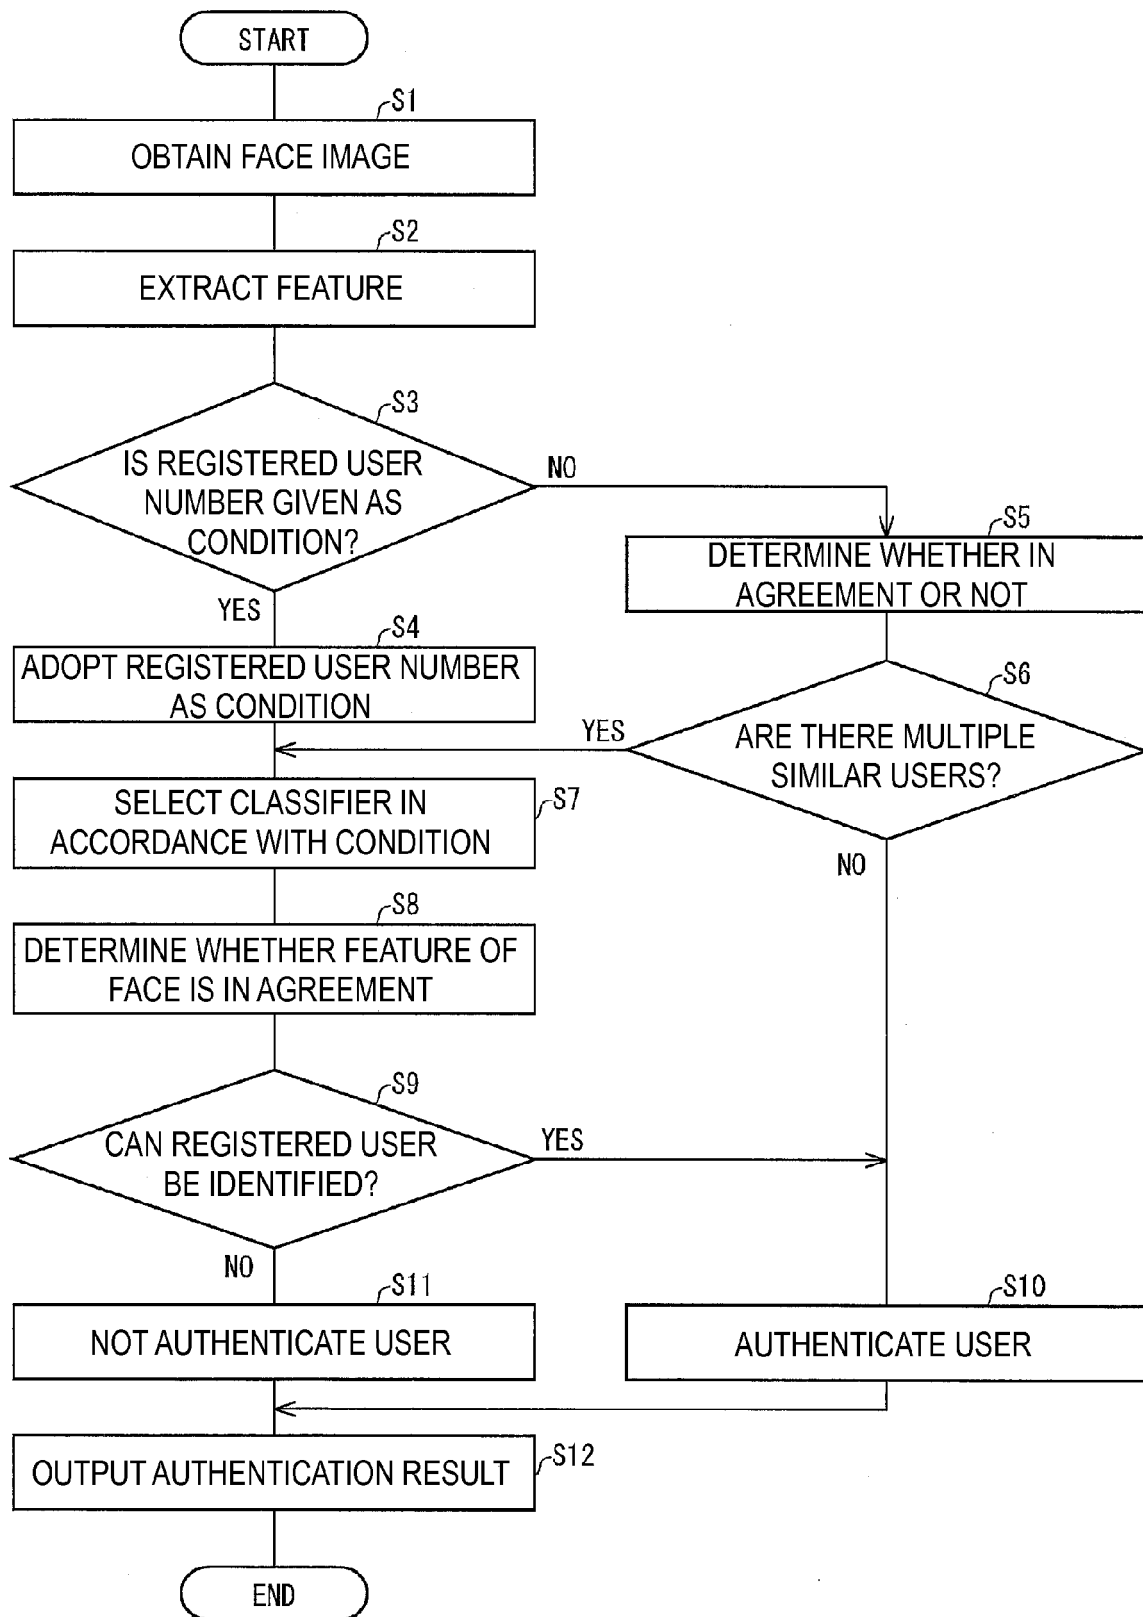 START
S1
OBTAIN FACE IMAGE
S2
EXTRACT FEATURE
S3
IS REGISTERED USER
NUMBER GIVEN AS
CONDITION?
NO
YES
S5
DETERMINE WHETHER IN
AGREEMENT OR NOT
S4
ADOPT REGISTERED USER NUMBER
AS CONDITION
S6
ARE THERE MULTIPLE
SIMILAR USERS?
YES
NO
S7
SELECT CLASSIFIER IN
ACCORDANCE WITH CONDITION
S8
DETERMINE WHETHER FEATURE OF
FACE IS IN AGREEMENT
S9
CAN REGISTERED USER
BE IDENTIFIED?
YES
NO
S11
NOT AUTHENTICATE USER
S10
AUTHENTICATE USER
S12
OUTPUT AUTHENTICATION RESULT
END